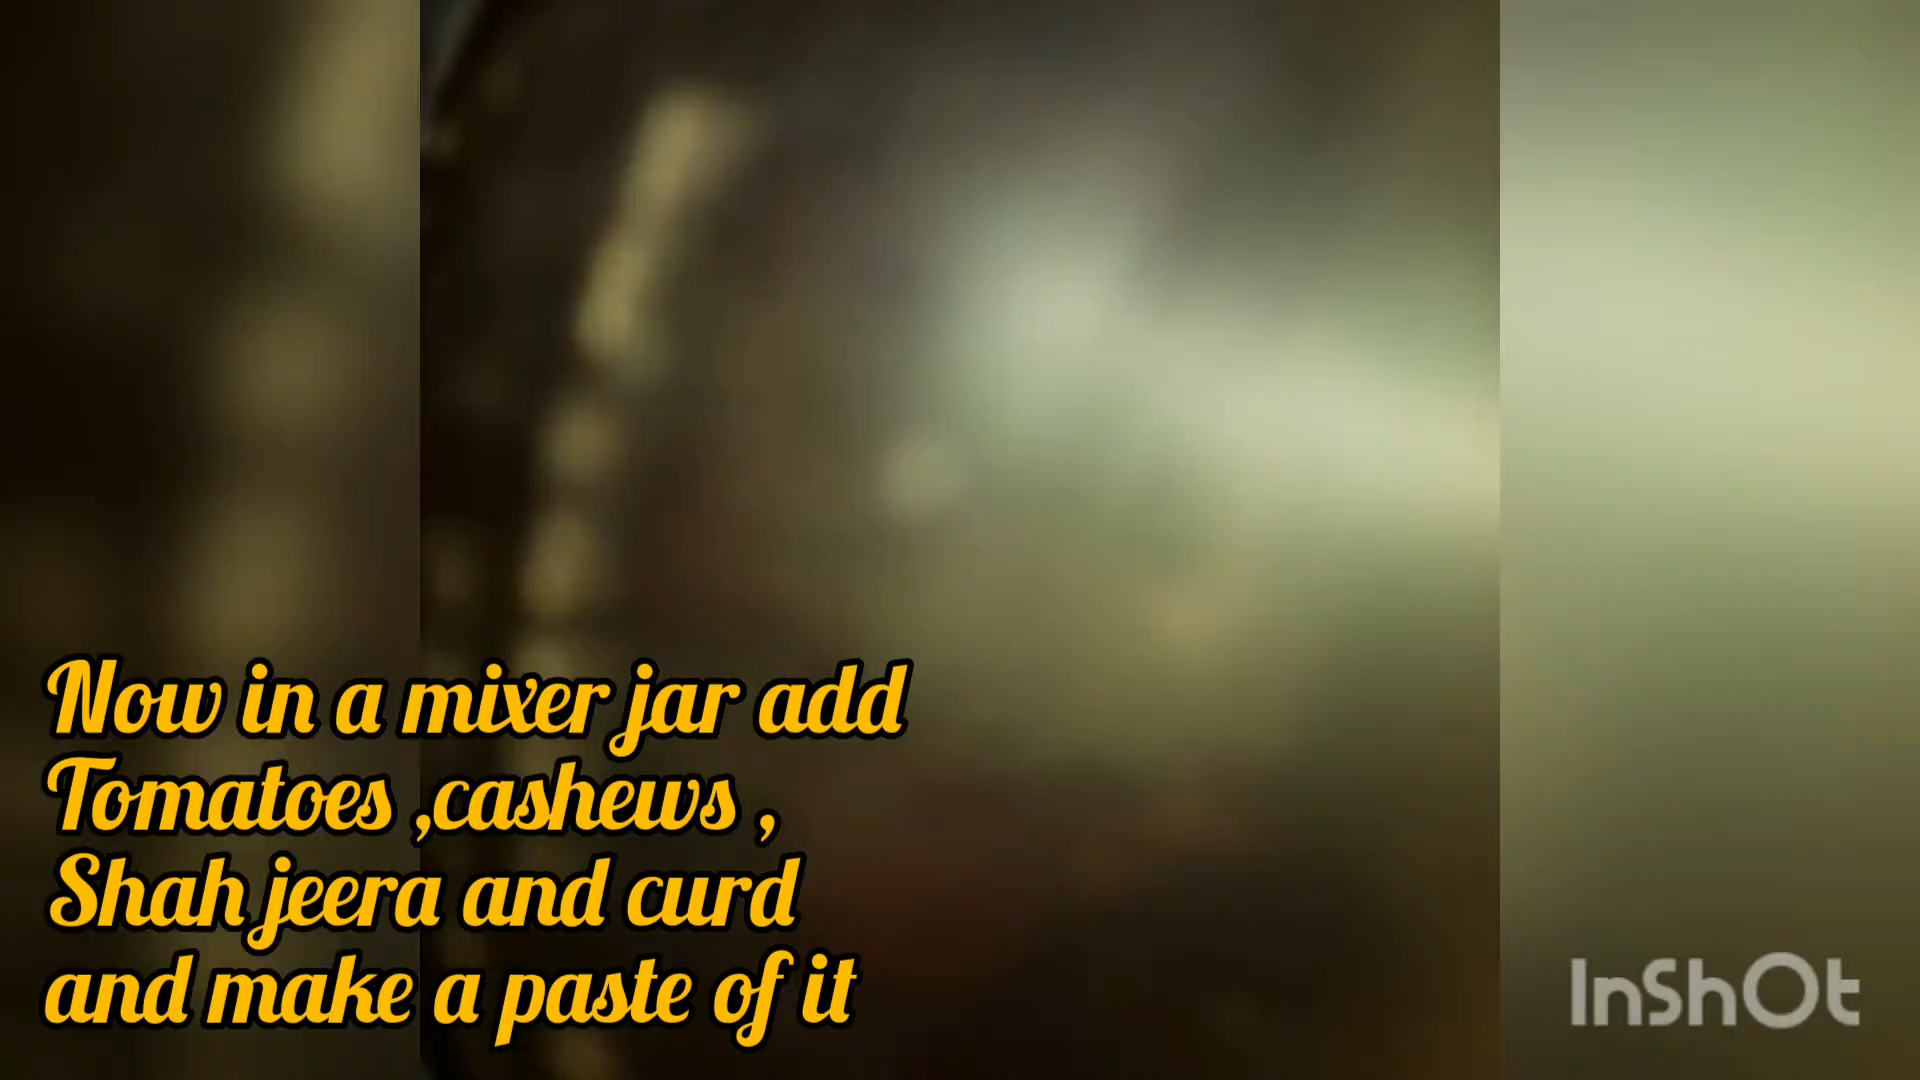 Now in a mixer jar add
Tomatoes ,cashews ,
Shah jeera and curd
and make a paste of it
InShOt